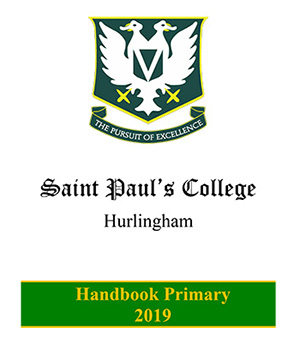 THE PURSUIT OF EXCELLENCE
Saint Paul's College
Hurlingham
Handbook Primary
2019